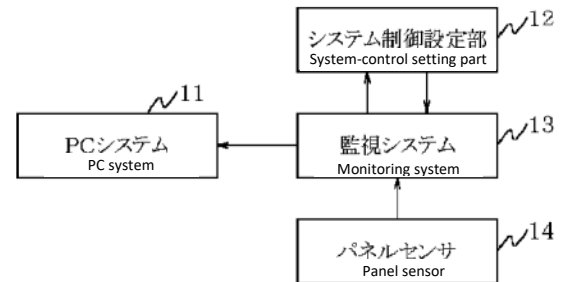 12
システム制御設定部
System-control setting part
11
PCシステム
PC system
13
監視システム
Monitoring system
14
パネルセンサ
Panel sensor